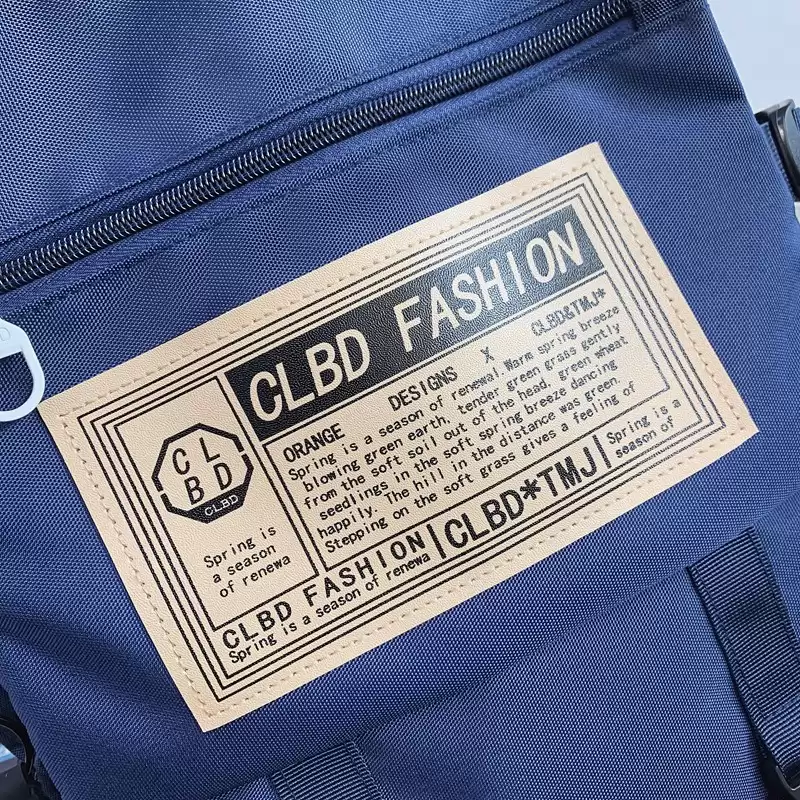 CLBD FASHION
ORANGE DESIGNS X CLBD&TMJ*
Spring is a season of renewal.Warm spring breeze
blowing green earth, tender green grass gently
from the soft soil out of the head, green wheat
seedlings in the soft spring breeze dancing
happily. The hill in the distance was green.
Stepping on the soft grass gives a feeling of
CL
BD
CLBD
Spring is
a season
of renewa
CLBD FASHION
Spring is a season of renewa
CLBD*TMJ
Spring is a
season of